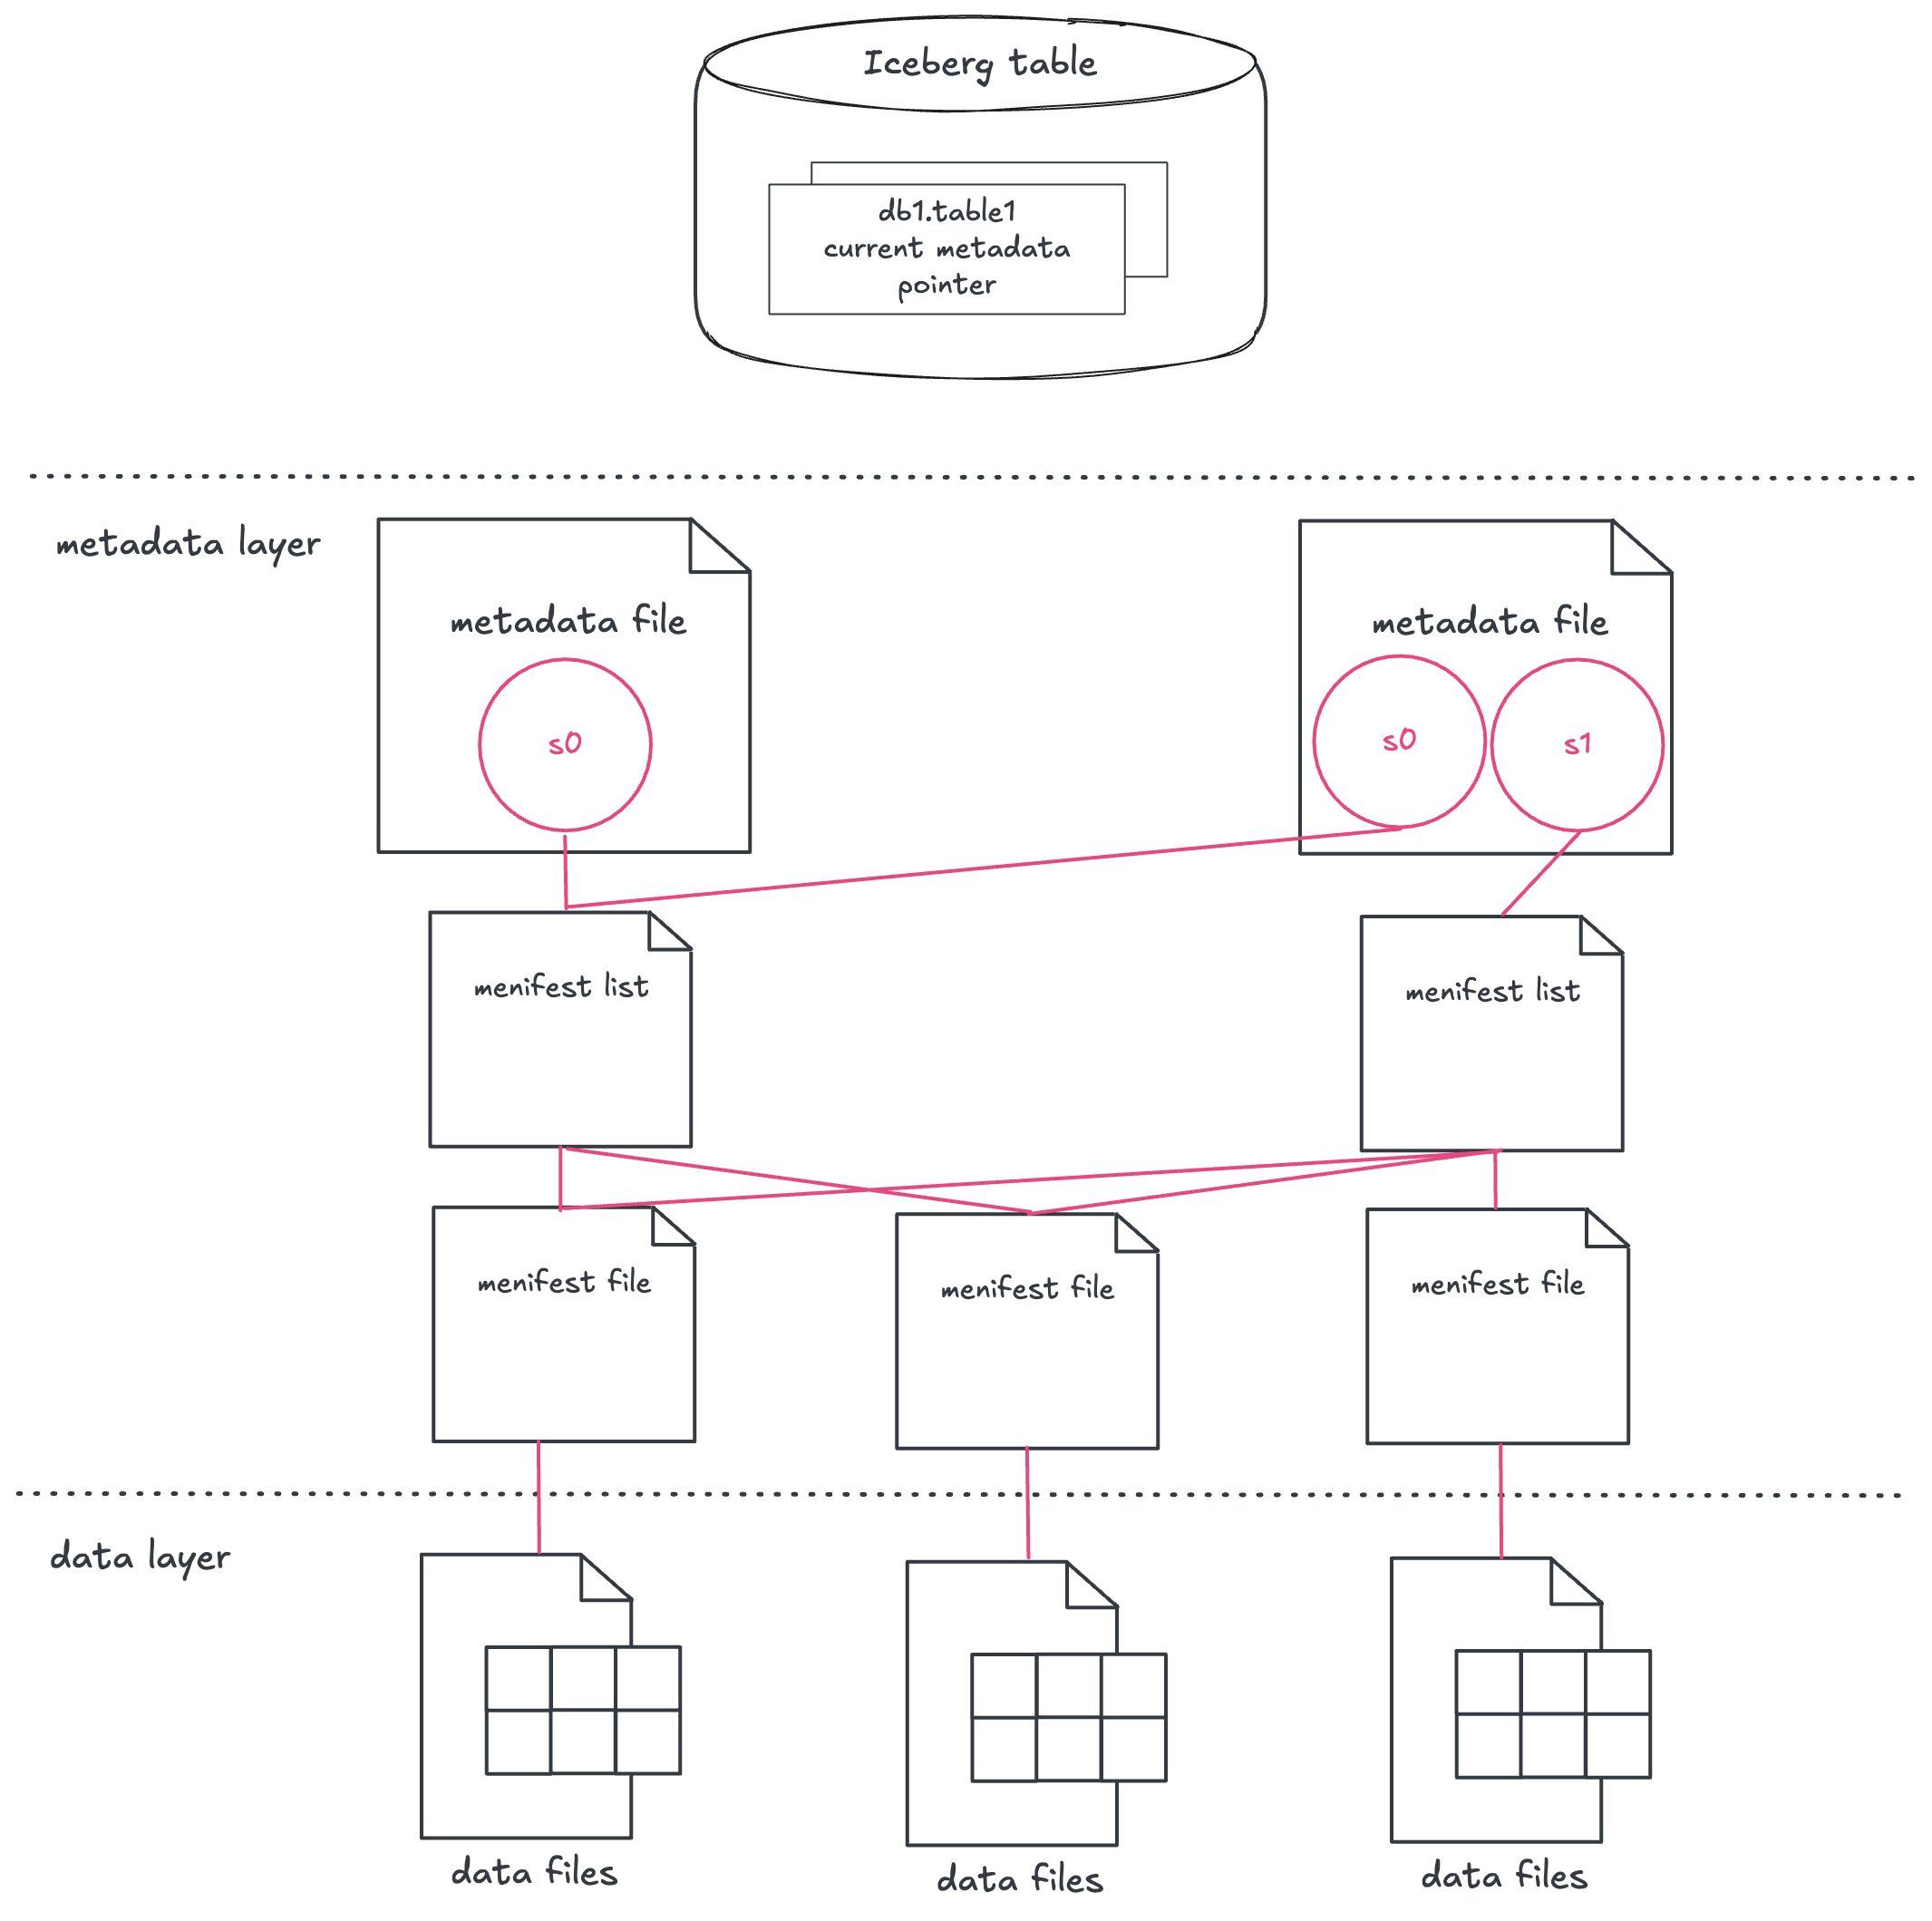 Iceberg table
db1.table1
current metadata
pointer
metadata layer
metadata file
metadata file
s0
s0
s1
menifest list
menifest list
menifest file
menifest file
menifest file
data layer
data files
data files
data files